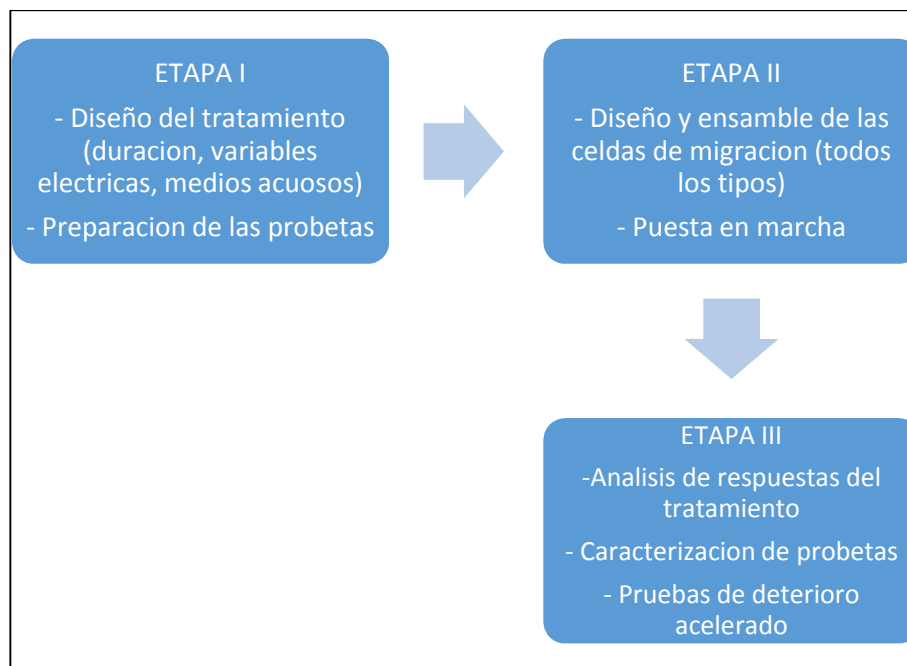 ETAPA I
- Diseño del tratamiento
(duracion, variables
electricas, medios acuosos)
- Preparacion de las probetas
ETAPA II
- Diseño y ensamble de las
celdas de migracion (todos
los tipos)
- Puesta en marcha
ETAPA III
-Analisis de respuestas del
tratamiento
- Caracterizacion de probetas
- Pruebas de deterioro
acelerado